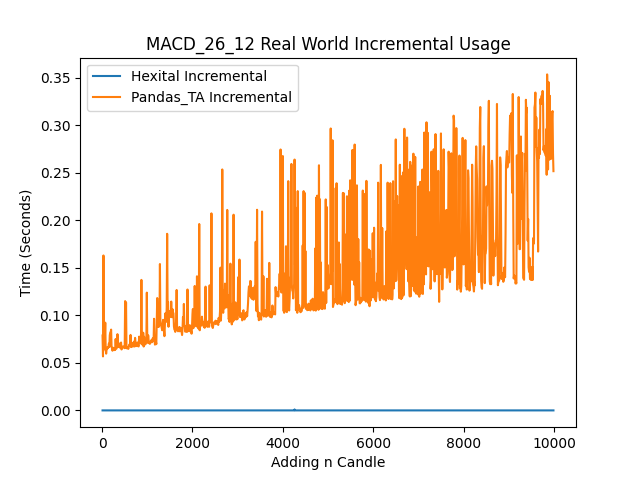 MACD_26_12 Real World Incremental Usage
Hexital Incremental
Pandas_TA Incremental
Time (Seconds)
0.35
0.30
0.25
0.20
0.15
0.10
0.05
0.00
0 2000 4000 6000 8000 10000
Adding n Candle